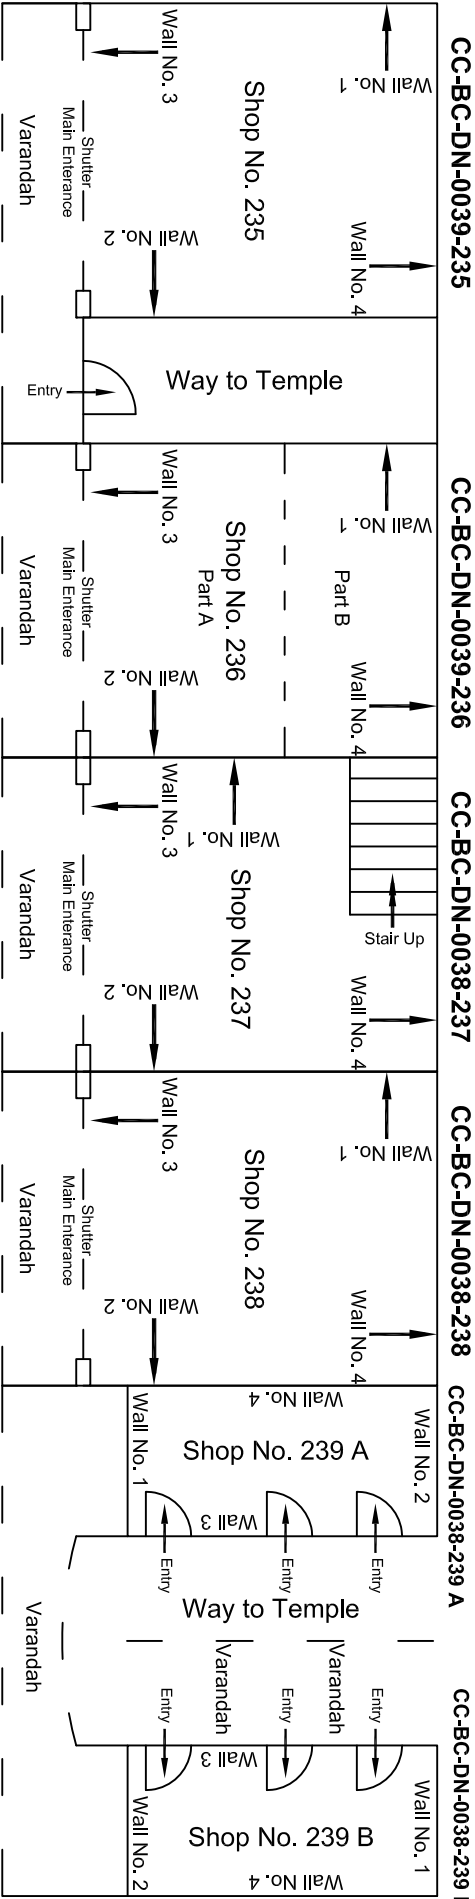 CC-BC-DN-0039-235
Wall No. 1
Wall No. 3
Shop No. 235
Shutter
Main Enterance
Varandah
Wall No. 2
Wall No. 4
Way to Temple
Entry
CC-BC-DN-0039-236
Wall No. 1
Wall No. 3
Part B
Shop No. 236
Part A
Shutter
Main Enterance
Varandah
Wall No. 2
Wall No. 4
CC-BC-DN-0038-237
Wall No. 1
Wall No. 3
Shop No. 237
Stair Up
Shutter
Main Enterance
Varandah
Wall No. 2
Wall No. 4
CC-BC-DN-0038-238
Wall No. 1
Wall No. 3
Shop No. 238
Shutter
Main Enterance
Varandah
Wall No. 2
Wall No. 4
CC-BC-DN-0038-239 A
Wall No. 4
Wall No. 1
Wall No. 2
Shop No. 239 A
Wall 3
Entry
Entry
Entry
Way to Temple
Varandah
Varandah
Varandah
CC-BC-DN-0038-239
Entry
Entry
Entry
Wall 3
Wall No. 1
Wall No. 2
Shop No. 239 B
Wall No. 4